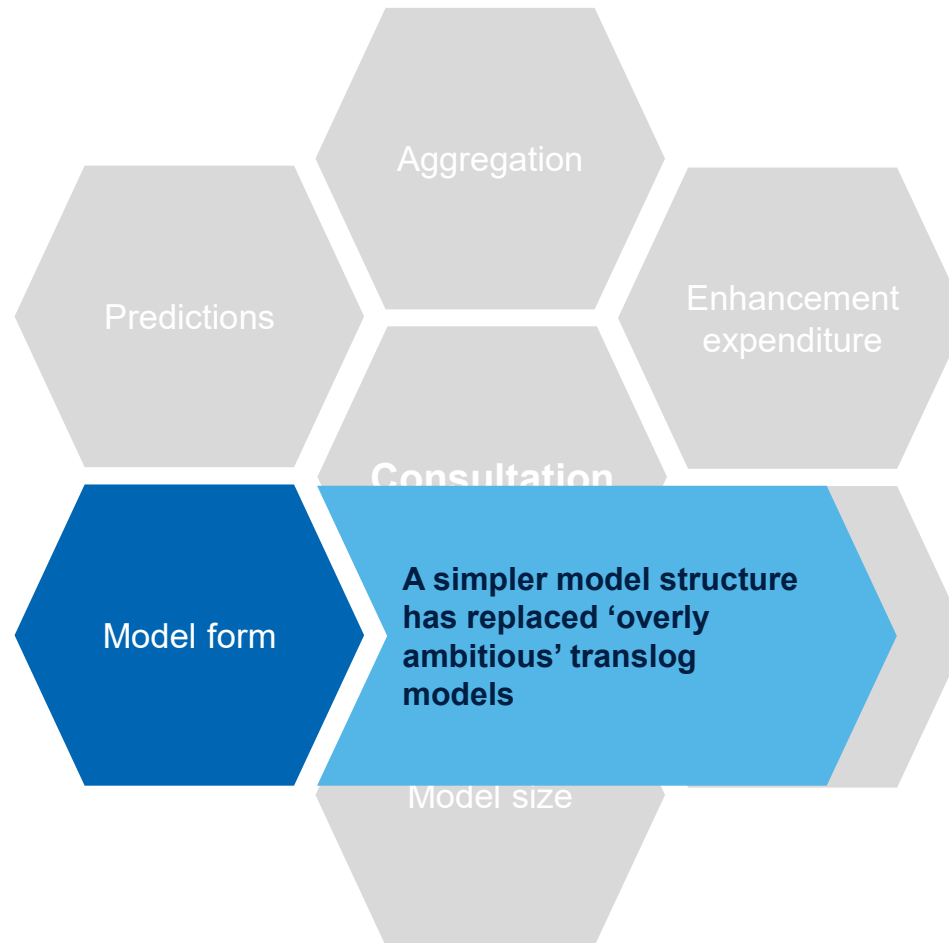 Aggregation
Predictions
Enhancement
expenditure
Consultation
Model form
A simpler model structure
has replaced ‘overly
ambitious’ translog
models
Model size